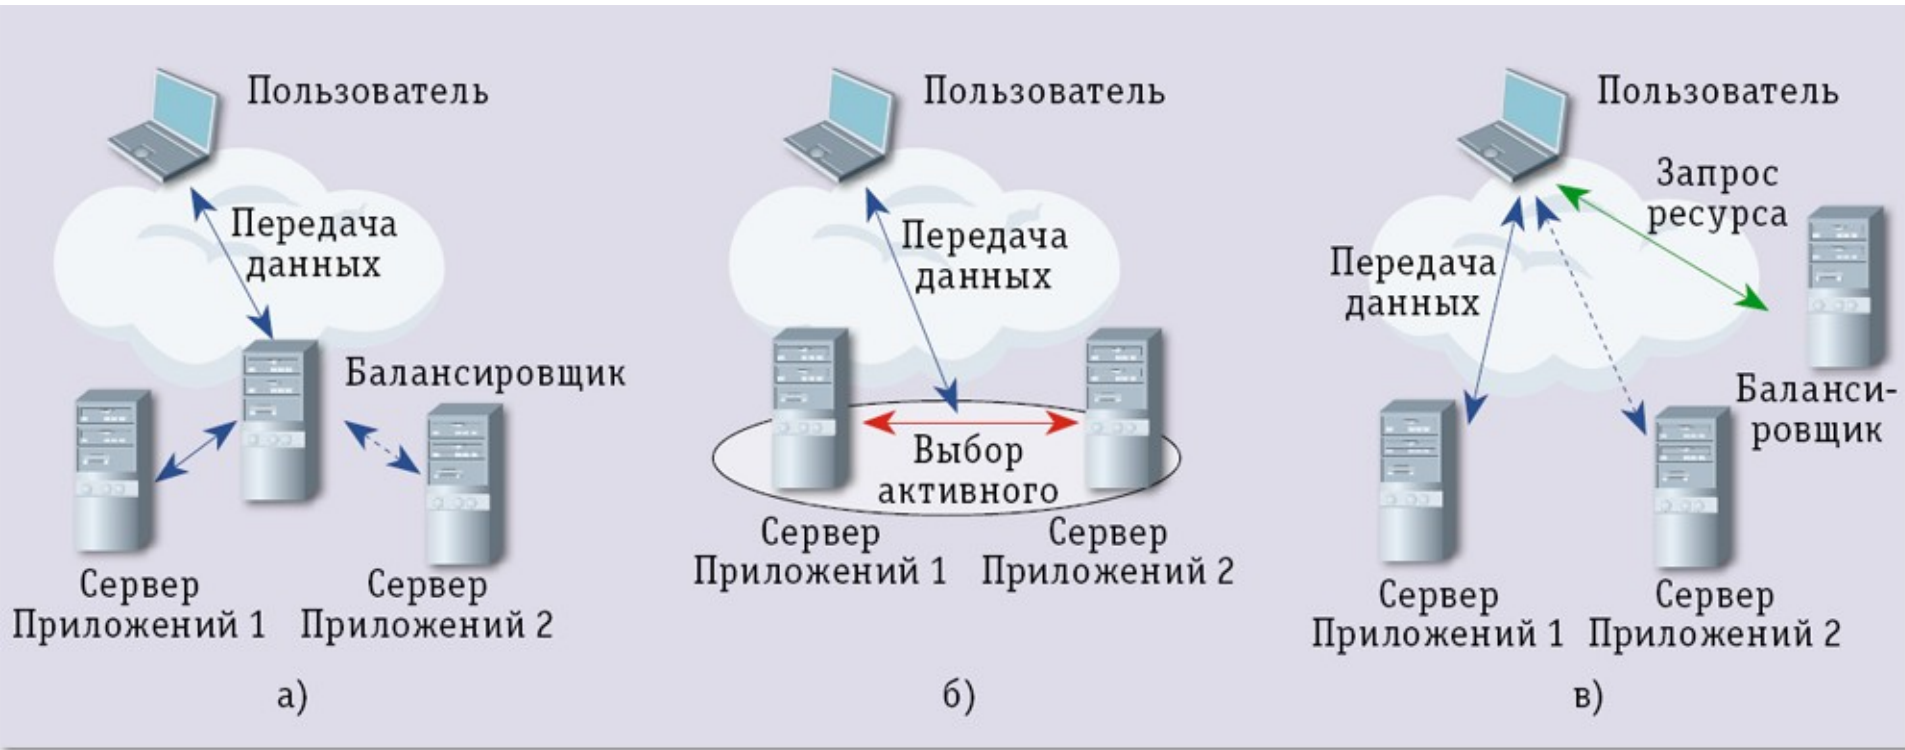 Пользователь
Передача
данных
Балансировщик
Сервер
Приложений 1
Сервер
Приложений 2
а)
Пользователь
Передача
данных
Выбор
активного
Сервер
Приложений 1
Сервер
Приложений 2
б)
Пользователь
Запрос
ресурса
Передача
данных
Баланси-
ровщик
Сервер
Приложений 1
Сервер
Приложений 2
в)